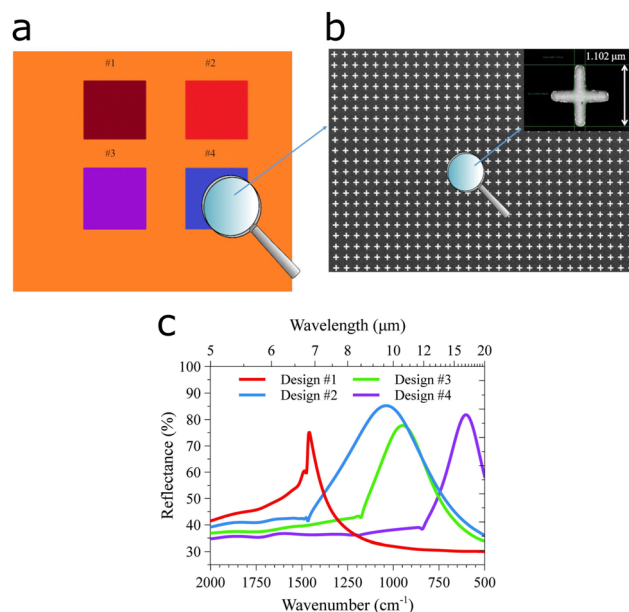 a
#1
#2
#3
#4
b
1.102 μm
c
Wavelength (μm)
5 6 7 8 10 12 14 20
Reflectance (%)
100
90
80
70
60
50
40
30
Design #1
Design #3
Design #2
Design #4
2000 1750 1500 1250 1000 750 500
Wavenumber (cm⁻¹)